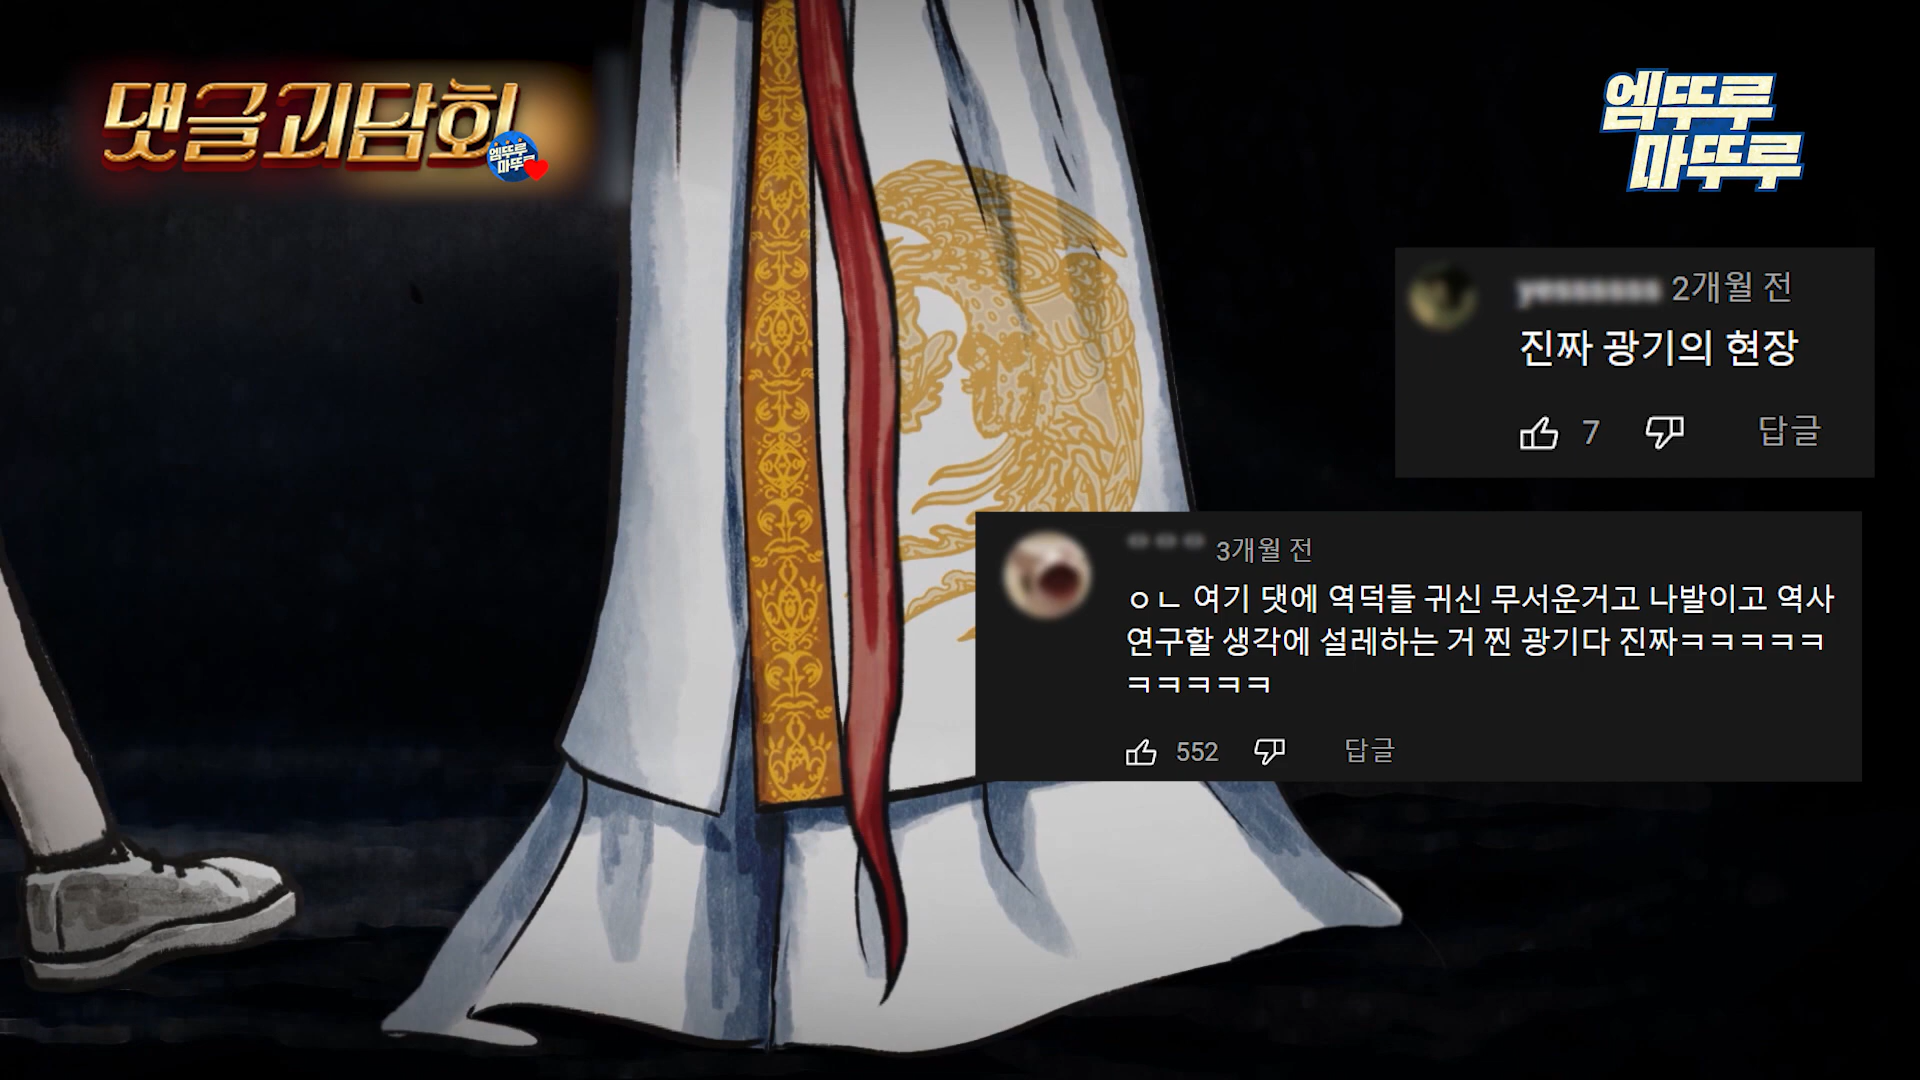 댓글괴담회
엠뚜루
마뚜루
엠뚜루
마뚜루
yessssss 2개월 전
진짜 광기의 현장
7 답글
ㅇㅇㅇ 3개월 전
ㅇㄴ 여기 댓에 역덕들 귀신 무서운거고 나발이고 역사
연구할 생각에 설레하는 거 찐 광기다 진짜ㅋㅋㅋㅋㅋ
ㅋㅋㅋㅋㅋ
552 답글